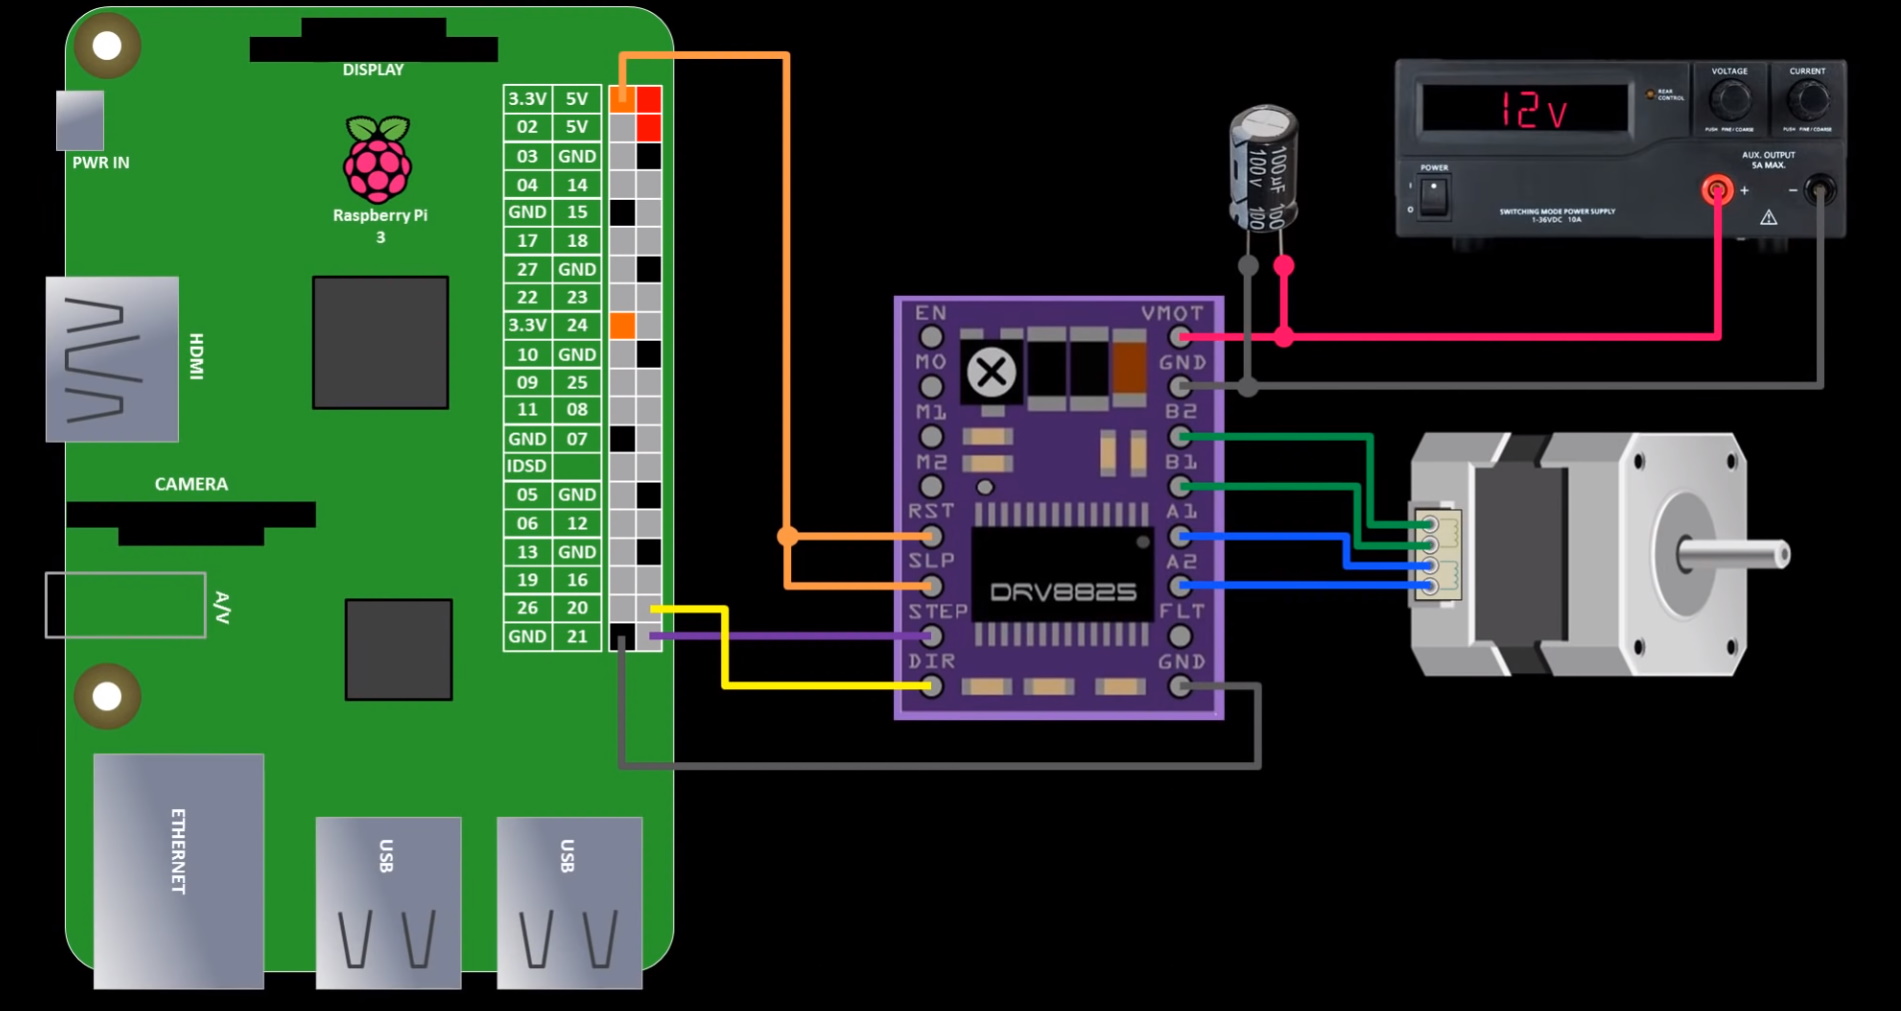 DISPLAY
PWR IN
Raspberry Pi
3
HDMI
CAMERA
A/V
ETHERNET
USB
USB
3.3V 5V
02 5V
03 GND
04 14
GND 15
17 18
27 GND
22 23
3.3V 24
10 GND
09 25
11 08
GND 07
IDSD
05 GND
06 12
13 GND
19 16
26 20
GND 21
EN VMOT
M0 GND
M1 B2
M2 B1
RST A1
SLP A2
STEP FLT
DIR GND
DRV8825
100µF 100
100v 100
12V
REAR
CONTROL
VOLTAGE
CURRENT
PUSH FINE/COARSE
PUSH FINE/COARSE
AUX. OUTPUT
5A MAX.
+ −
POWER
I
O
SWITCHING MODE POWER SUPPLY
1-36VDC 10A